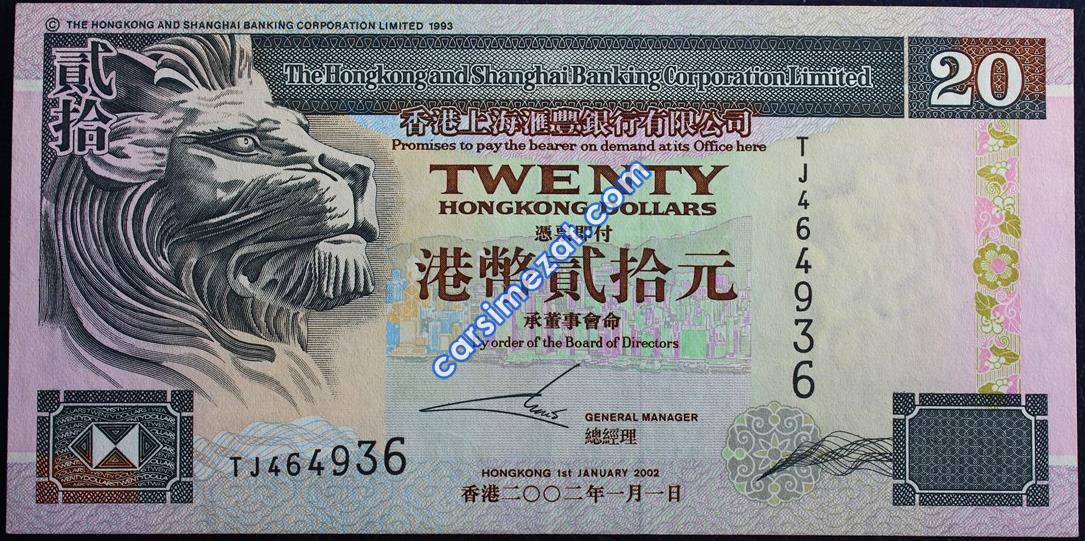 © THE HONGKONG AND SHANGHAI BANKING CORPORATION LIMITED 1993
貳拾
The Hongkong and Shanghai Banking Corporation Limited
20
香港上海滙豐銀行有限公司
Promises to pay the bearer on demand at its Office here
TWENTY
HONGKONG DOLLARS
憑票即付
港幣貳拾元
承董事會命
By order of the Board of Directors
TJ464936
carsimezat.com
GENERAL MANAGER
總經理
TJ464936
HONGKONG 1st JANUARY 2002
香港二〇〇二年一月一日